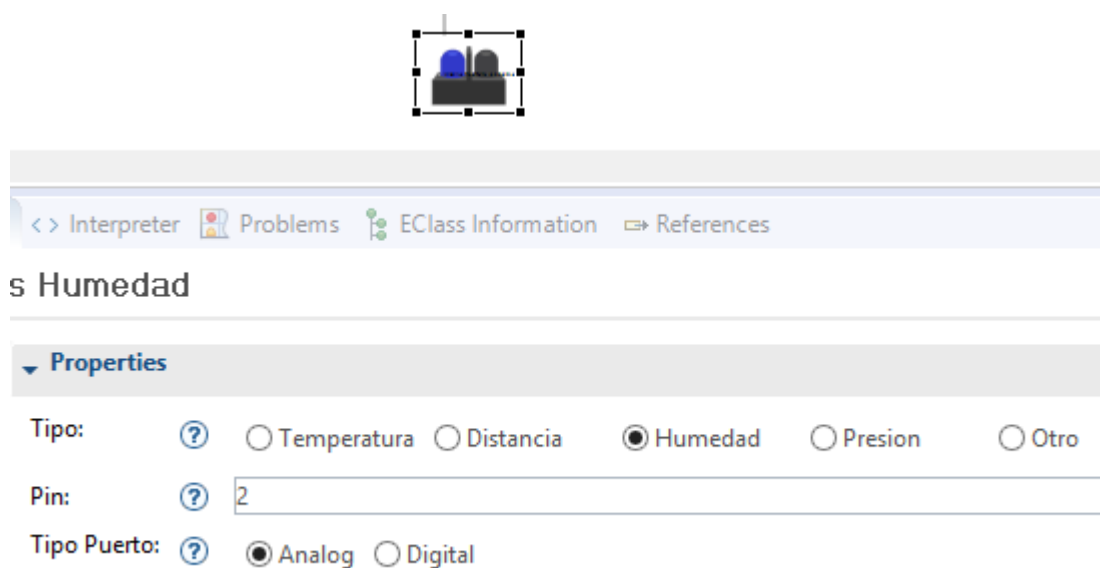 < > Interpreter Problems EClass Information References
s Humedad
Properties
Tipo: ? Temperatura Distancia Humedad Presion Otro
Pin: ? 2
Tipo Puerto: ? Analog Digital